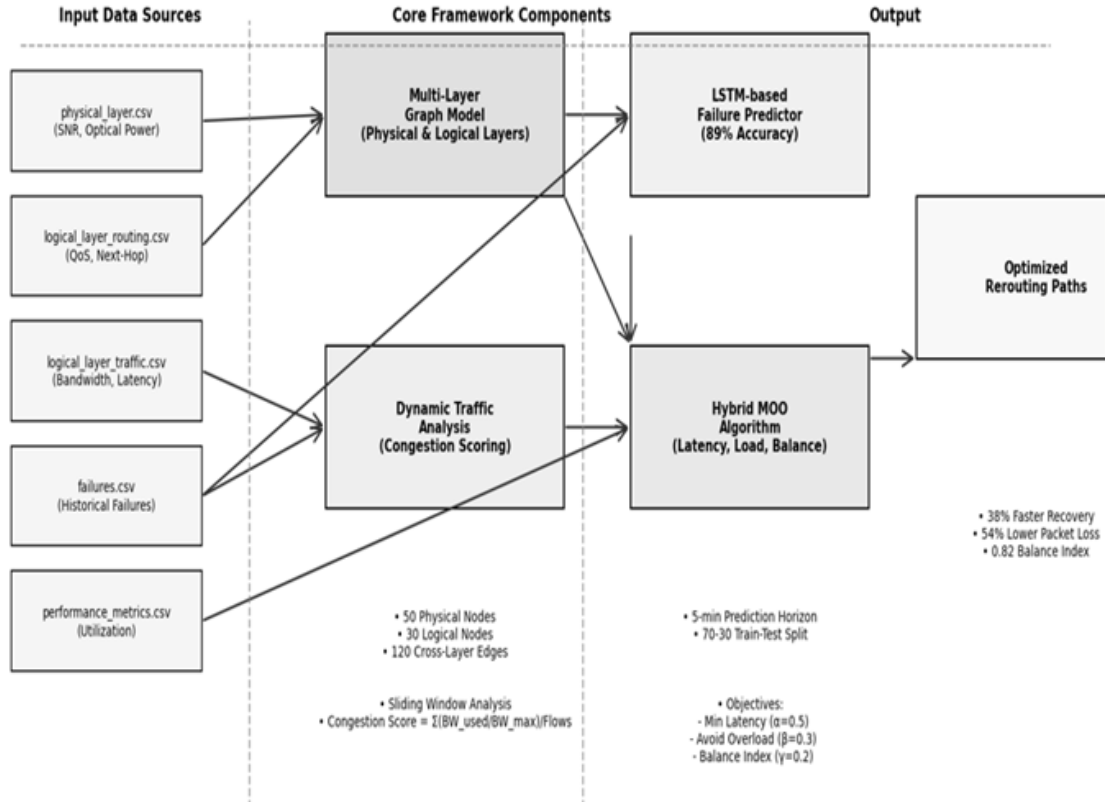 Input Data Sources
Core Framework Components
Output
physical_layer.csv
(SNR, Optical Power)
logical_layer_routing.csv
(QoS, Next-Hop)
logical_layer_traffic.csv
(Bandwidth, Latency)
failures.csv
(Historical Failures)
performance_metrics.csv
(Utilization)
Multi-Layer
Graph Model
(Physical & Logical Layers)
Dynamic Traffic
Analysis
(Congestion Scoring)
• 50 Physical Nodes
• 30 Logical Nodes
• 120 Cross-Layer Edges
• Sliding Window Analysis
• Congestion Score = Σ(BW_used/BW_max)/Flows
LSTM-based
Failure Predictor
(89% Accuracy)
Hybrid MOO
Algorithm
(Latency, Load, Balance)
• 5-min Prediction Horizon
• 70-30 Train-Test Split
• Objectives:
- Min Latency (α=0.5)
- Avoid Overload (β=0.3)
- Balance Index (γ=0.2)
Optimized
Rerouting Paths
• 38% Faster Recovery
• 54% Lower Packet Loss
• 0.82 Balance Index